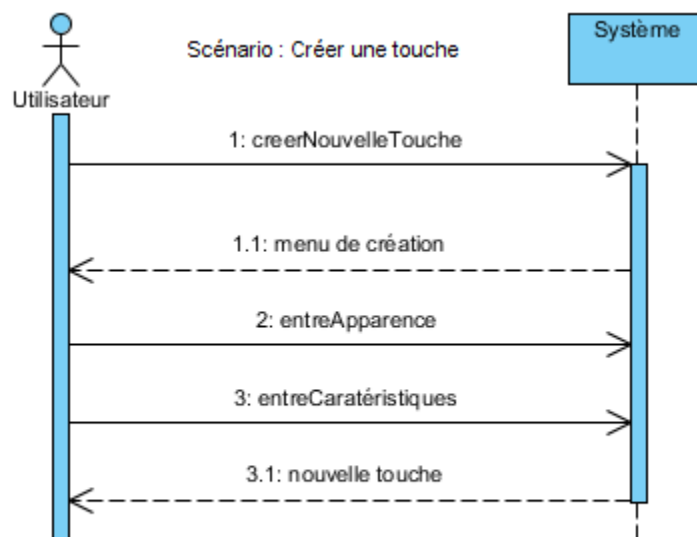 Scénario : Créer une touche
Système
Utilisateur
1: creerNouvelleTouche
1.1: menu de création
2: entreApparence
3: entreCaratéristiques
3.1: nouvelle touche